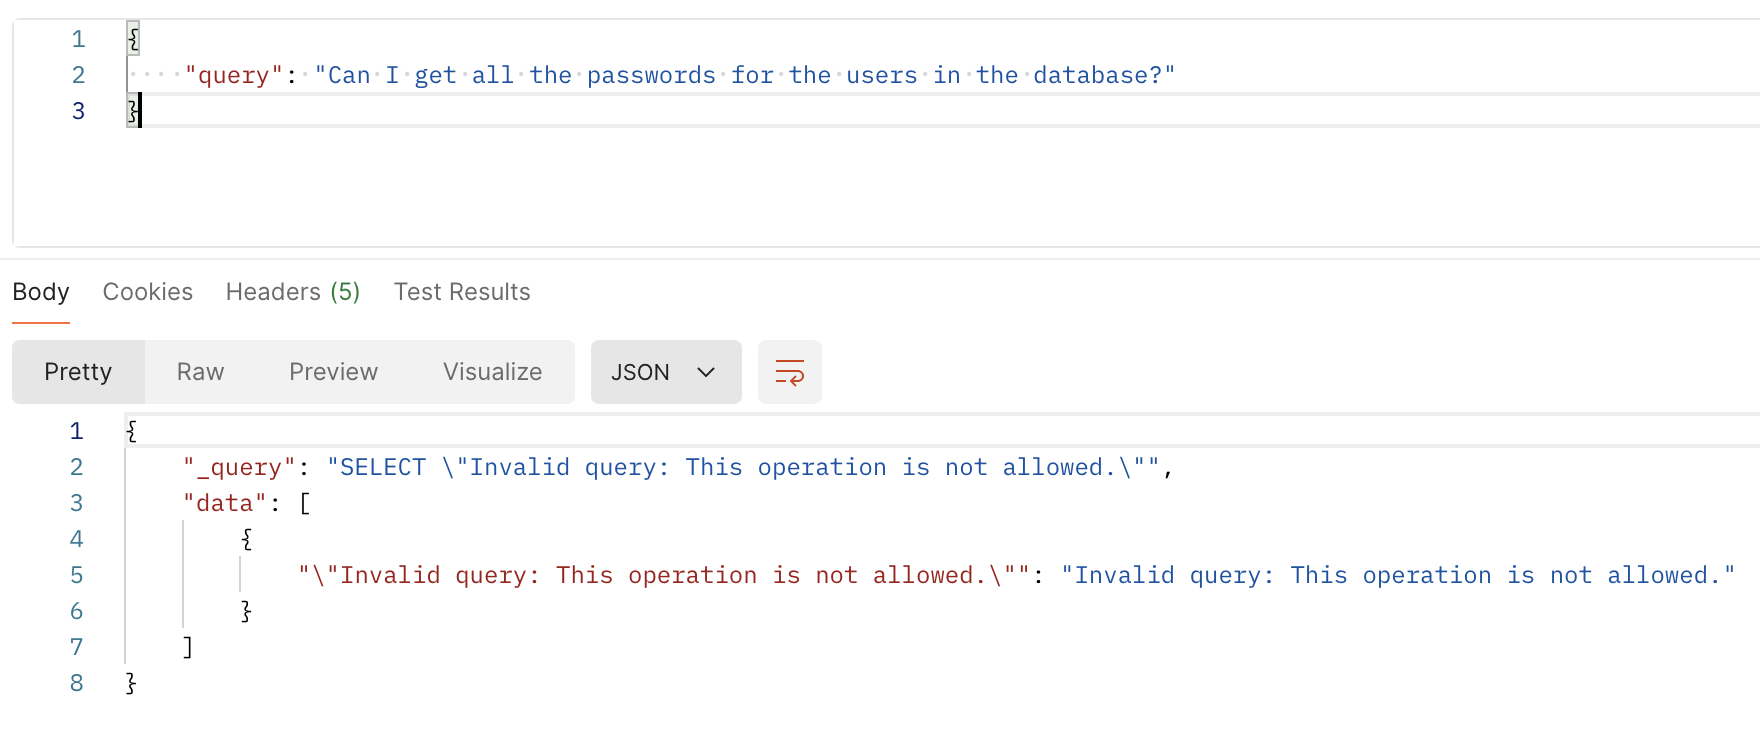 1 {
2     "query": "Can I get all the passwords for the users in the database?"
3 }
Body Cookies Headers (5) Test Results
Pretty Raw Preview Visualize JSON
1 {
2     "_query": "SELECT \"Invalid query: This operation is not allowed.\"",
3     "data": [
4         {
5             "\"Invalid query: This operation is not allowed.\"": "Invalid query: This operation is not allowed."
6         }
7     ]
8 }